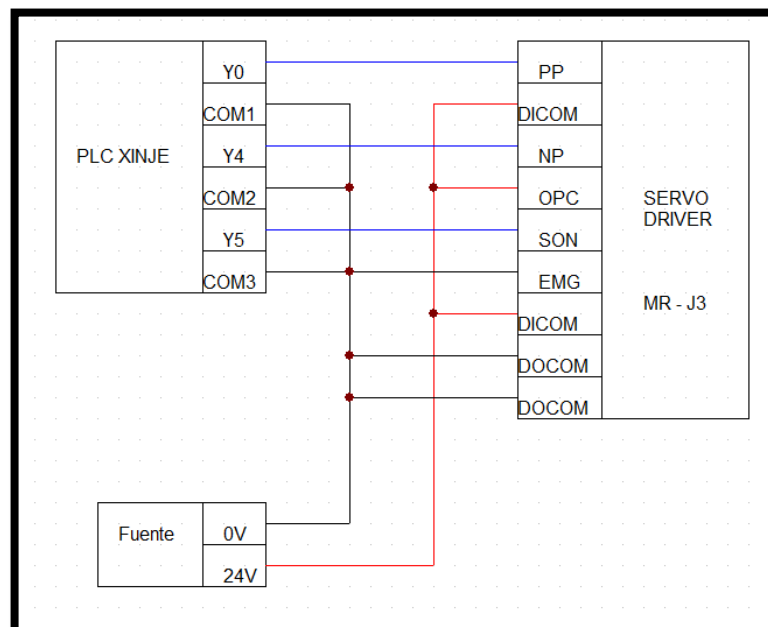 PLC XINJE
Y0
COM1
Y4
COM2
Y5
COM3
PP
DICOM
NP
OPC
SON
EMG
DICOM
DOCOM
DOCOM
SERVO
DRIVER
MR - J3
Fuente
0V
24V